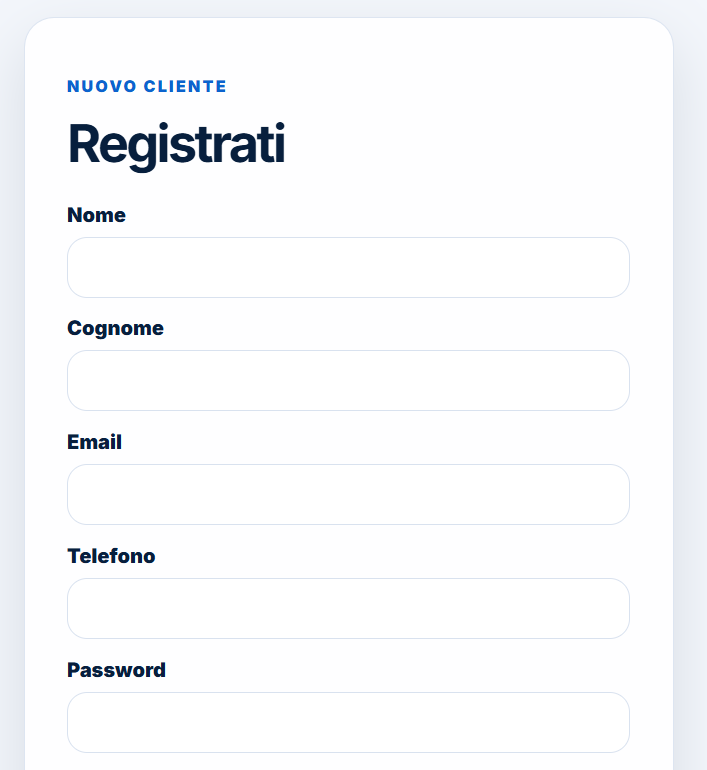 NUOVO CLIENTE
Registrati
Nome
Cognome
Email
Telefono
Password